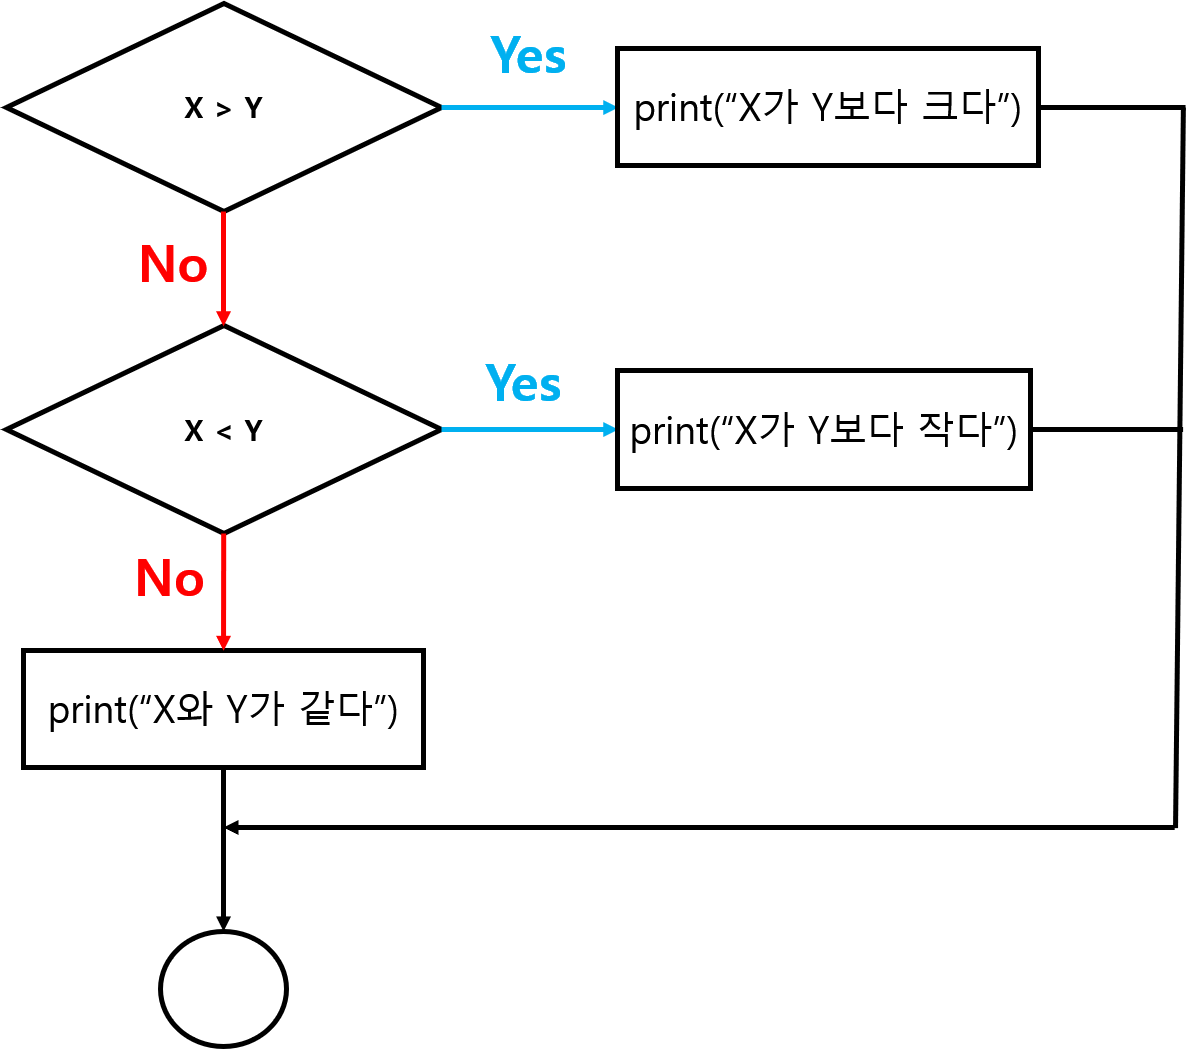 X > Y
Yes
print(“X가 Y보다 크다”)
No
X < Y
Yes
print(“X가 Y보다 작다”)
No
print(“X와 Y가 같다”)